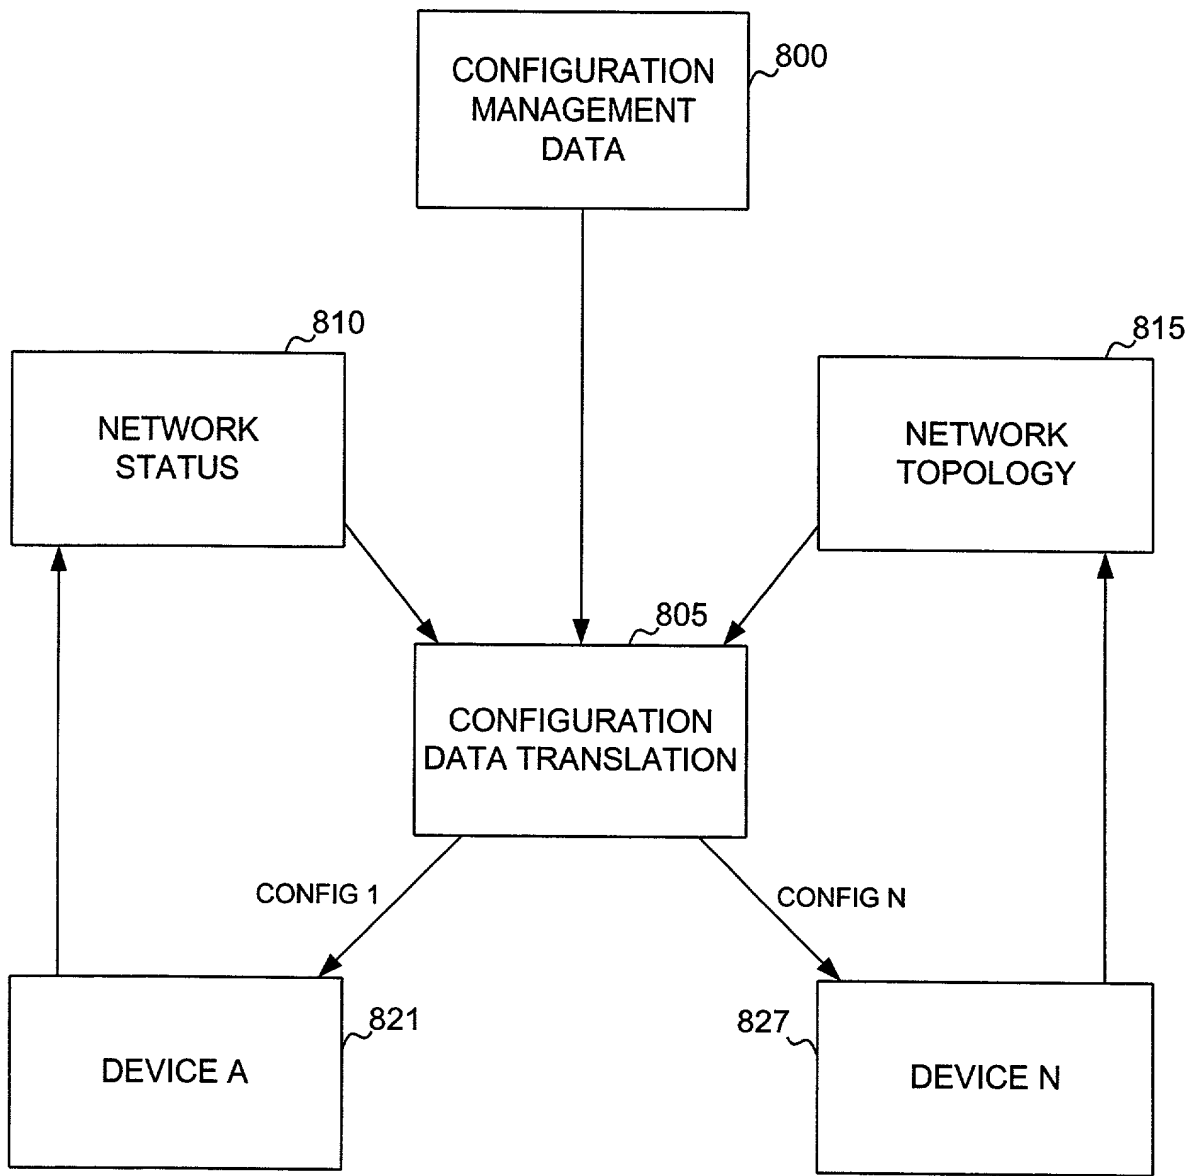 CONFIGURATION
MANAGEMENT
DATA
800
810
NETWORK
STATUS
815
NETWORK
TOPOLOGY
805
CONFIGURATION
DATA TRANSLATION
CONFIG 1
CONFIG N
821
DEVICE A
827
DEVICE N